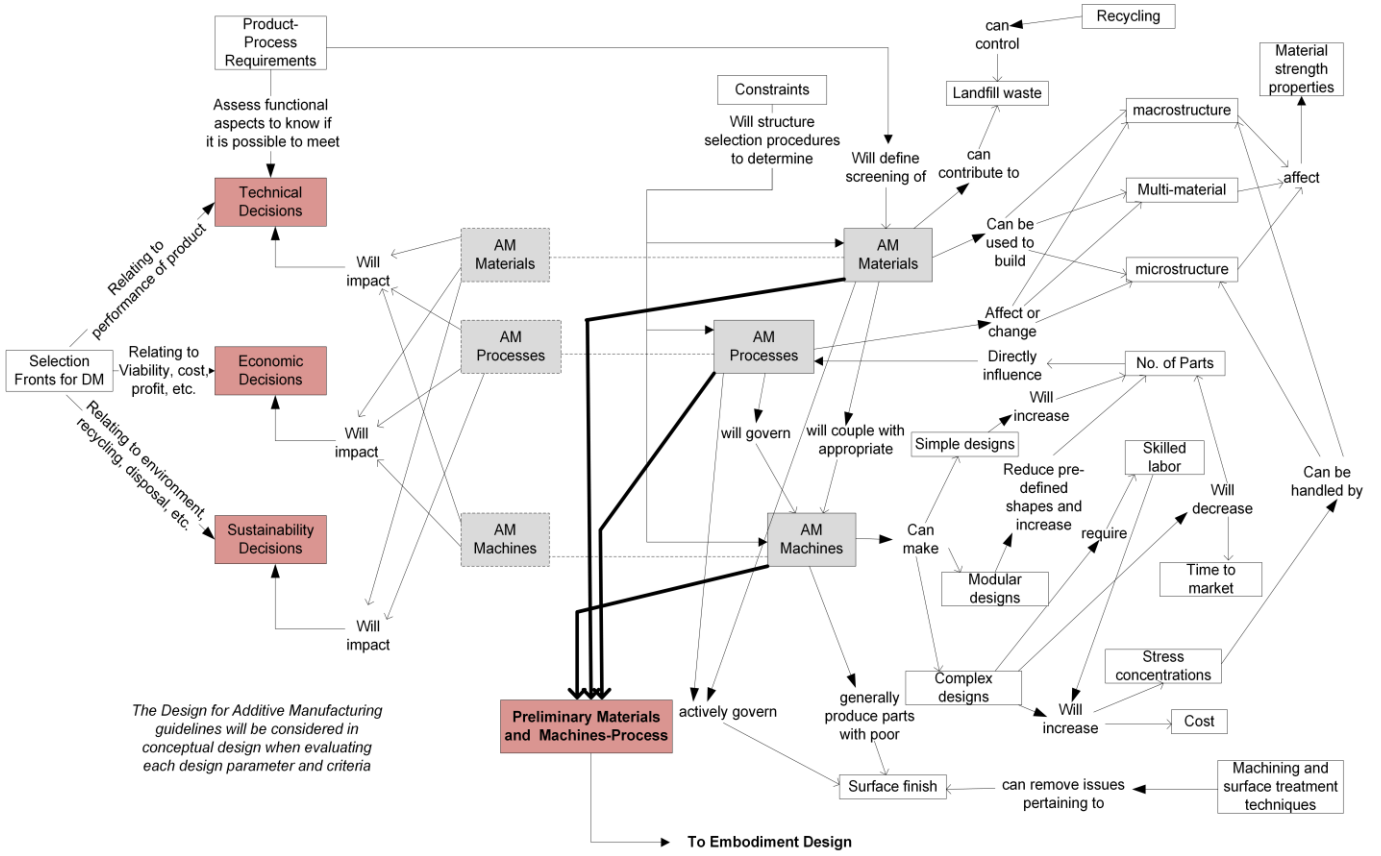 Product-
Process
Requirements
Assess functional
aspects to know if
it is possible to meet
Technical
Decisions
Relating to
performance of product
Selection
Fronts for DM
Relating to
Viability, cost,
profit, etc.
Economic
Decisions
Relating to environment,
recycling, disposal, etc.
Sustainability
Decisions
Will
impact
Will
impact
Will
impact
AM
Materials
AM
Processes
AM
Machines
Constraints
Will structure
selection procedures
to determine
Will define
screening of
AM
Materials
AM
Processes
AM
Machines
will govern
will couple with
appropriate
Recycling
can
control
Landfill waste
can
contribute to
Can be
used to
build
Affect or
change
macrostructure
Multi-material
microstructure
affect
Material
strength
properties
Directly
influence
No. of Parts
Will
increase
Simple designs
Can
make
Reduce pre-
defined
shapes and
increase
Modular
designs
Skilled
labor
require
Will
decrease
Time to
market
Can be
handled by
Complex
designs
Will
increase
Stress
concentrations
Cost
generally
produce parts
with poor
actively govern
Surface finish
can remove issues
pertaining to
Machining and
surface treatment
techniques
Preliminary Materials
and Machines-Process
To Embodiment Design
The Design for Additive Manufacturing
guidelines will be considered in
conceptual design when evaluating
each design parameter and criteria